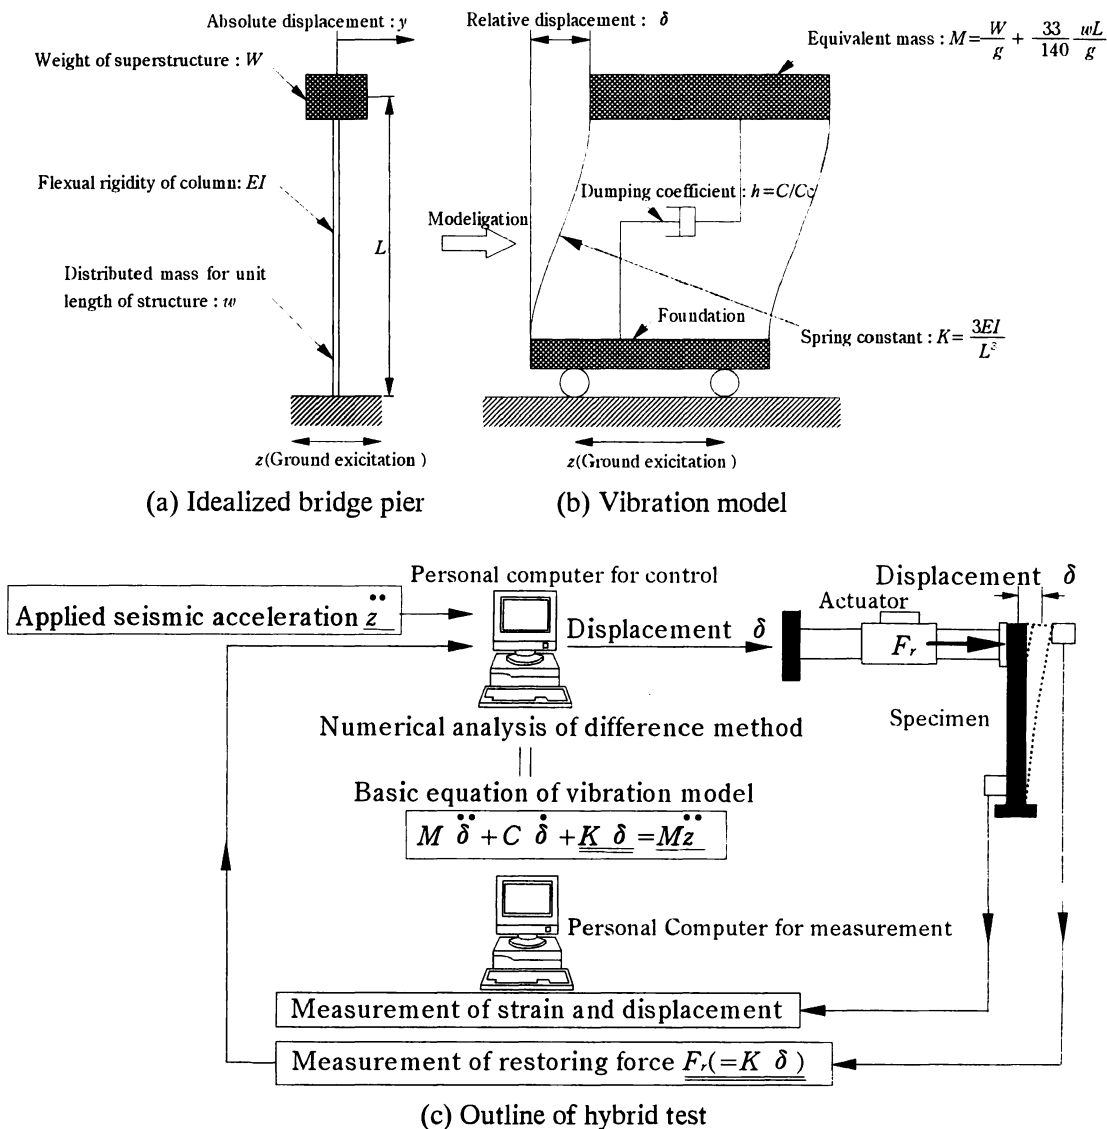 Absolute displacement : y
Weight of superstructure : W
Flexual rigidity of column: EI
L
Distributed mass for unit
length of structure : w
z(Ground exicitation )
(a) Idealized bridge pier
Modeligation
Relative displacement : δ
Equivalent mass : M= W/g + 33/140 wL/g
Dumping coefficient : h=C/Cc
Foundation
Spring constant : K= 3EI/L³
z(Ground exicitation )
(b) Vibration model
Applied seismic acceleration z̈
Personal computer for control
Displacement δ
Actuator
Displacement δ
Fr
Specimen
Numerical analysis of difference method
||
Basic equation of vibration model
M δ̈ + C δ̇ + K δ = Mz̈
Personal Computer for measurement
Measurement of strain and displacement
Measurement of restoring force Fr(=K δ)
(c) Outline of hybrid test